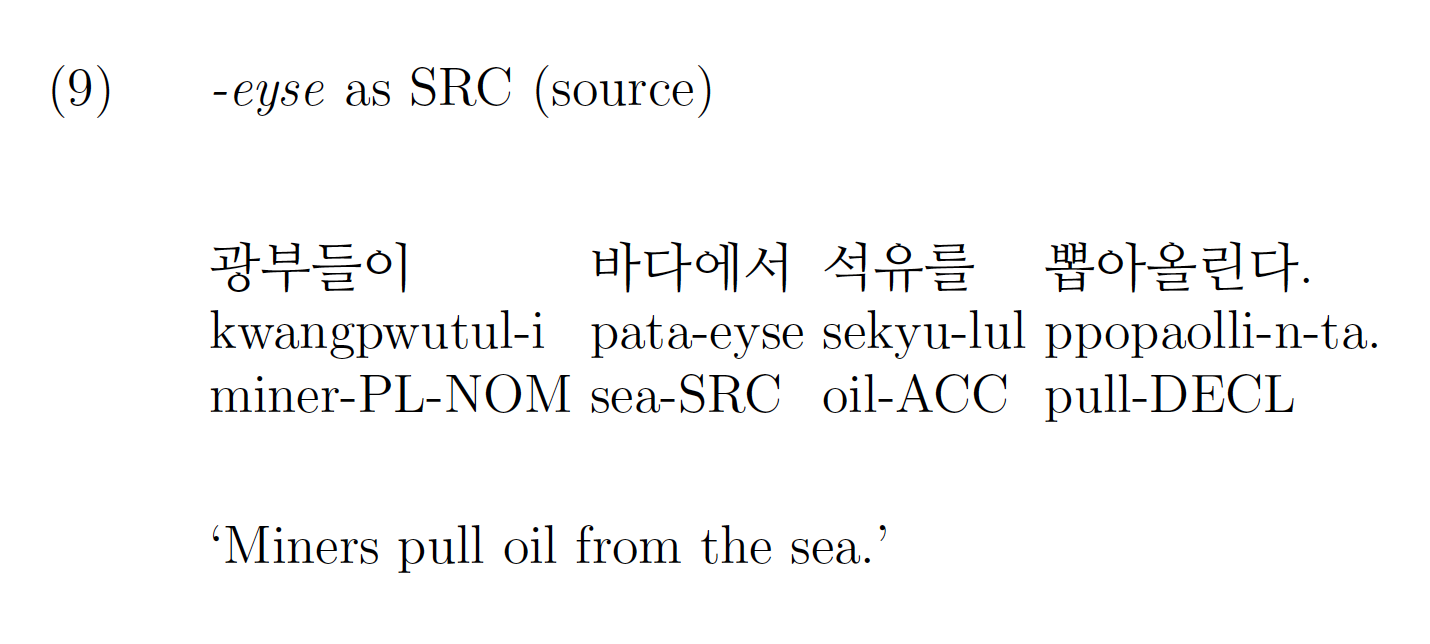 (9) -eyse as SRC (source)
광부들이 바다에서 석유를 뽑아올린다.
kwangpwutul-i pata-eyse sekyu-lul ppopaolli-n-ta.
miner-PL-NOM sea-SRC oil-ACC pull-DECL
‘Miners pull oil from the sea.’